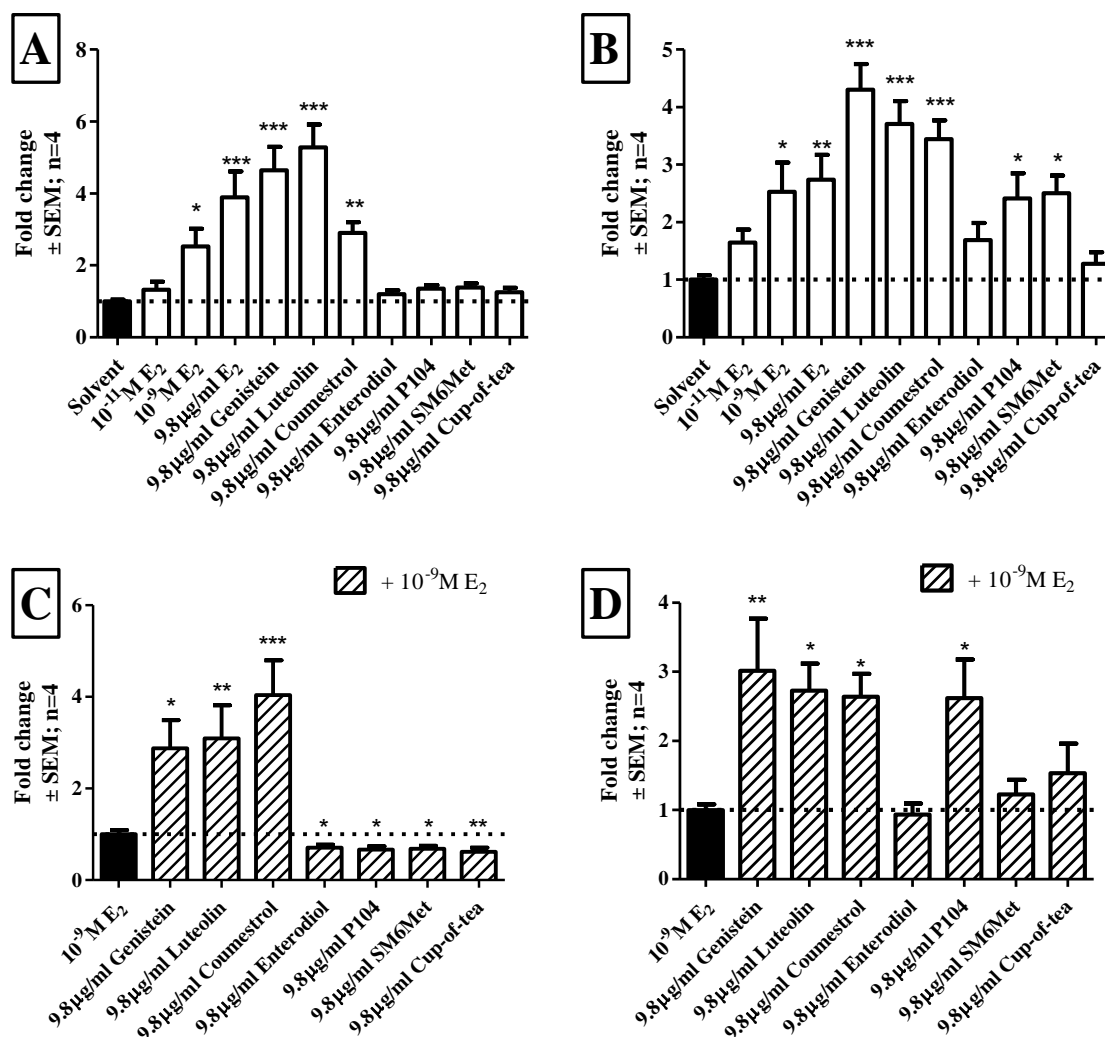 A
Fold change
± SEM; n=4
8
6
4
2
0
*
***
***
***
**
Solvent
10⁻¹¹M E₂
10⁻⁹M E₂
9.8µg/ml E₂
9.8µg/ml Genistein
9.8µg/ml Luteolin
9.8µg/ml Coumestrol
9.8µg/ml Enterodiol
9.8µg/ml P104
9.8µg/ml SM6Met
9.8µg/ml Cup-of-tea
B
Fold change
± SEM; n=4
5
4
3
2
1
0
*
**
***
***
***
*
*
Solvent
10⁻¹¹M E₂
10⁻⁹M E₂
9.8µg/ml E₂
9.8µg/ml Genistein
9.8µg/ml Luteolin
9.8µg/ml Coumestrol
9.8µg/ml Enterodiol
9.8µg/ml P104
9.8µg/ml SM6Met
9.8µg/ml Cup-of-tea
C
+ 10⁻⁹M E₂
Fold change
± SEM; n=4
6
4
2
0
*
**
***
*
*
*
**
10⁻⁹M E₂
9.8µg/ml Genistein
9.8µg/ml Luteolin
9.8µg/ml Coumestrol
9.8µg/ml Enterodiol
9.8µg/ml P104
9.8µg/ml SM6Met
9.8µg/ml Cup-of-tea
D
+ 10⁻⁹M E₂
Fold change
± SEM; n=4
4
3
2
1
0
**
*
*
*
10⁻⁹M E₂
9.8µg/ml Genistein
9.8µg/ml Luteolin
9.8µg/ml Coumestrol
9.8µg/ml Enterodiol
9.8µg/ml P104
9.8µg/ml SM6Met
9.8µg/ml Cup-of-tea